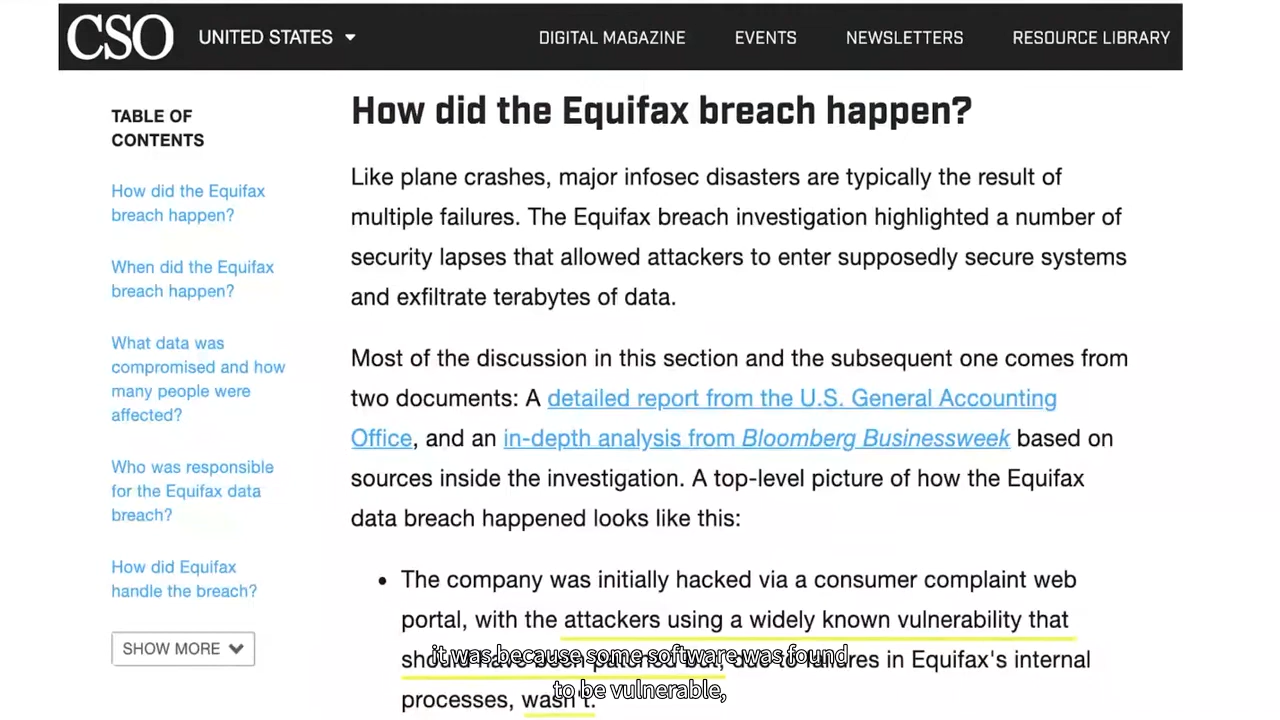 CSO UNITED STATES DIGITAL MAGAZINE EVENTS NEWSLETTERS RESOURCE LIBRARY
TABLE OF
CONTENTS
How did the Equifax
breach happen?
When did the Equifax
breach happen?
What data was
compromised and how
many people were
affected?
Who was responsible
for the Equifax data
breach?
How did Equifax
handle the breach?
SHOW MORE
How did the Equifax breach happen?
Like plane crashes, major infosec disasters are typically the result of
multiple failures. The Equifax breach investigation highlighted a number of
security lapses that allowed attackers to enter supposedly secure systems
and exfiltrate terabytes of data.
Most of the discussion in this section and the subsequent one comes from
two documents: A detailed report from the U.S. General Accounting
Office, and an in-depth analysis from Bloomberg Businessweek based on
sources inside the investigation. A top-level picture of how the Equifax
data breach happened looks like this:
• The company was initially hacked via a consumer complaint web
portal, with the attackers using a widely known vulnerability that
should have been patched but, due to failures in Equifax's internal
processes, wasn't.
it was because some software was found
to be vulnerable,